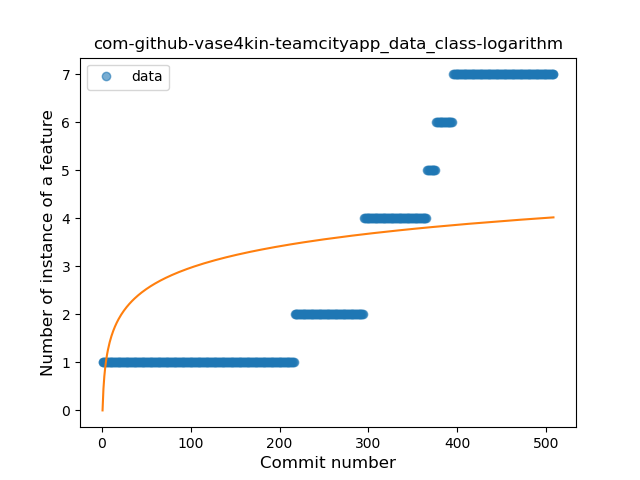 com-github-vase4kin-teamcityapp_data_class-logarithm
data
7
6
5
4
3
2
1
0
Number of instance of a feature
0 100 200 300 400 500
Commit number